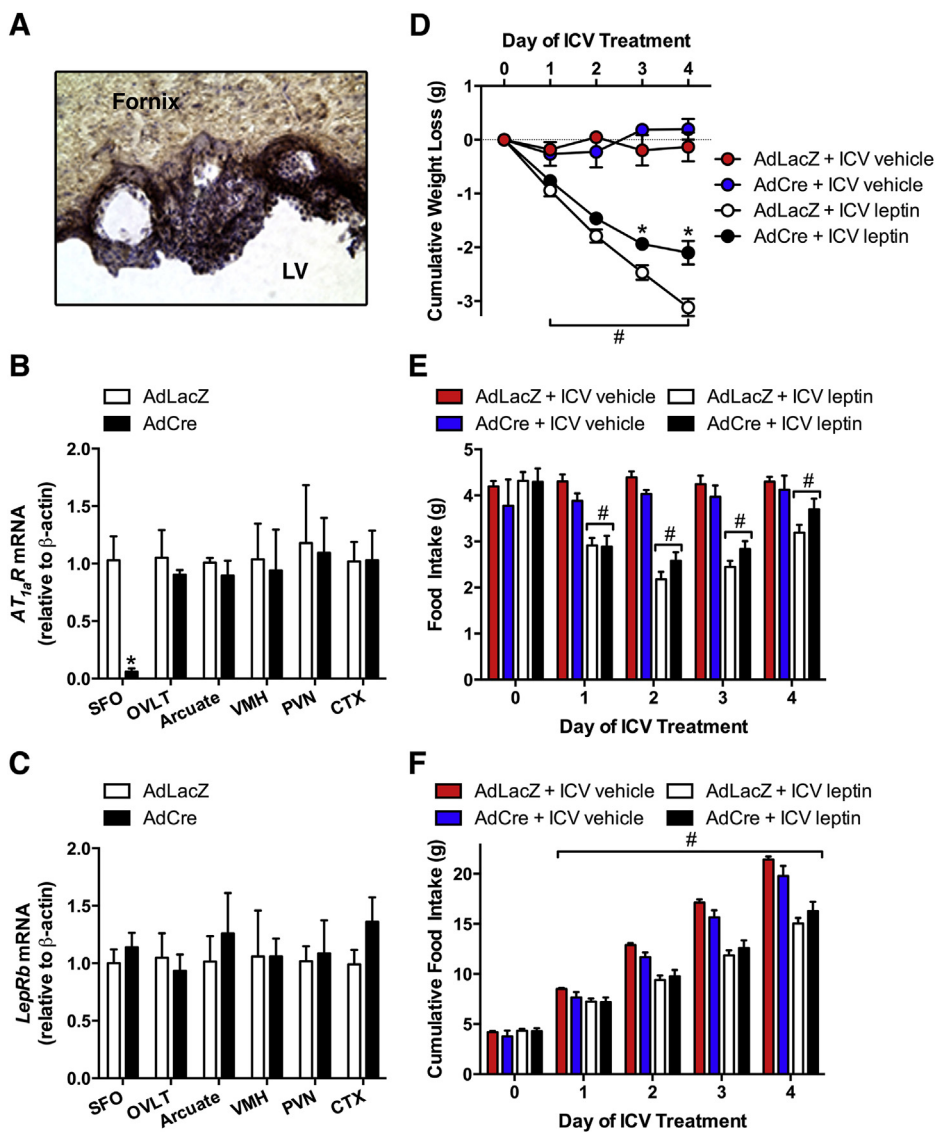 A
Fornix
LV
B
AdLacZ
AdCre
2.0
1.5
1.0
0.5
0.0
AT1aR mRNA
(relative to β-actin)
*
SFO
OVLT
Arcuate
VMH
PVN
CTX
C
AdLacZ
AdCre
2.0
1.5
1.0
0.5
0.0
LepRb mRNA
(relative to β-actin)
SFO
OVLT
Arcuate
VMH
PVN
CTX
D
Day of ICV Treatment
0 1 2 3 4
1
0
-1
-2
-3
Cumulative Weight Loss (g)
* *
#
AdLacZ + ICV vehicle
AdCre + ICV vehicle
AdLacZ + ICV leptin
AdCre + ICV leptin
E
AdLacZ + ICV vehicle
AdLacZ + ICV leptin
AdCre + ICV vehicle
AdCre + ICV leptin
5
4
3
2
1
0
Food Intake (g)
# # # #
0 1 2 3 4
Day of ICV Treatment
F
AdLacZ + ICV vehicle
AdLacZ + ICV leptin
AdCre + ICV vehicle
AdCre + ICV leptin
#
20
15
10
5
0
Cumulative Food Intake (g)
0 1 2 3 4
Day of ICV Treatment